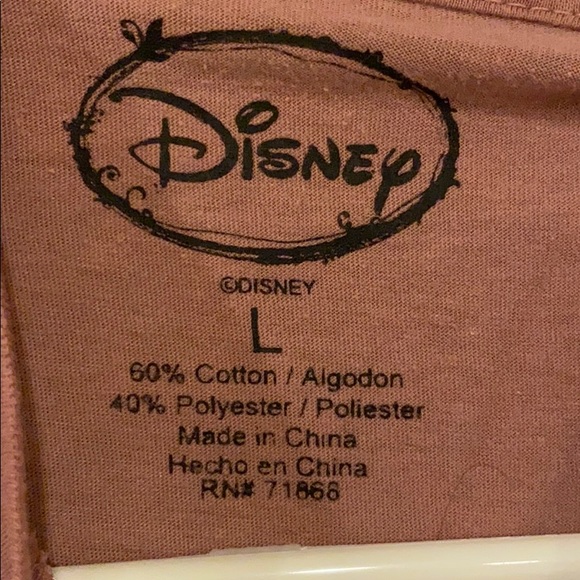 Disney
©DISNEY
L
60% Cotton / Algodon
40% Polyester / Poliester
Made in China
Hecho en China
RN# 71868